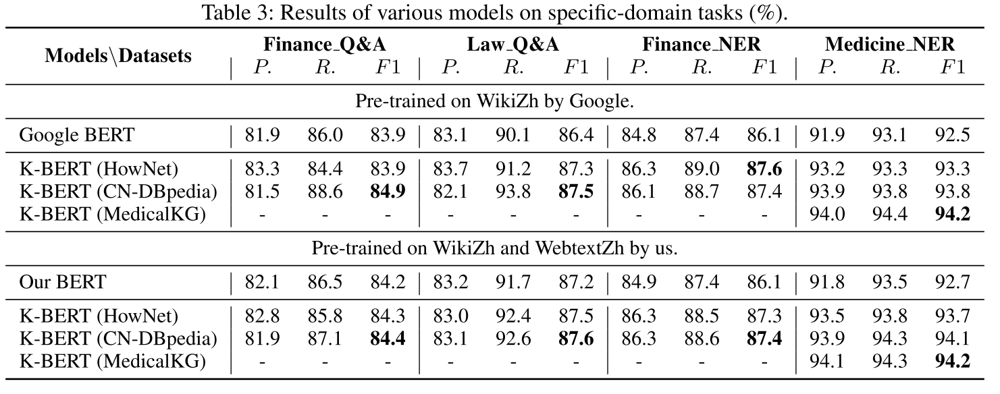 Table 3: Results of various models on specific-domain tasks (%).
Models\Datasets Finance_Q&A Law_Q&A Finance_NER Medicine_NER
P. R. F1 P. R. F1 P. R. F1 P. R. F1
Pre-trained on WikiZh by Google.
Google BERT 81.9 86.0 83.9 83.1 90.1 86.4 84.8 87.4 86.1 91.9 93.1 92.5
K-BERT (HowNet) 83.3 84.4 83.9 83.7 91.2 87.3 86.3 89.0 87.6 93.2 93.3 93.3
K-BERT (CN-DBpedia) 81.5 88.6 84.9 82.1 93.8 87.5 86.1 88.7 87.4 93.9 93.8 93.8
K-BERT (MedicalKG) - - - - - - - - - 94.0 94.4 94.2
Pre-trained on WikiZh and WebtextZh by us.
Our BERT 82.1 86.5 84.2 83.2 91.7 87.2 84.9 87.4 86.1 91.8 93.5 92.7
K-BERT (HowNet) 82.8 85.8 84.3 83.0 92.4 87.5 86.3 88.5 87.3 93.5 93.8 93.7
K-BERT (CN-DBpedia) 81.9 87.1 84.4 83.1 92.6 87.6 86.3 88.6 87.4 93.9 94.3 94.1
K-BERT (MedicalKG) - - - - - - - - - 94.1 94.3 94.2